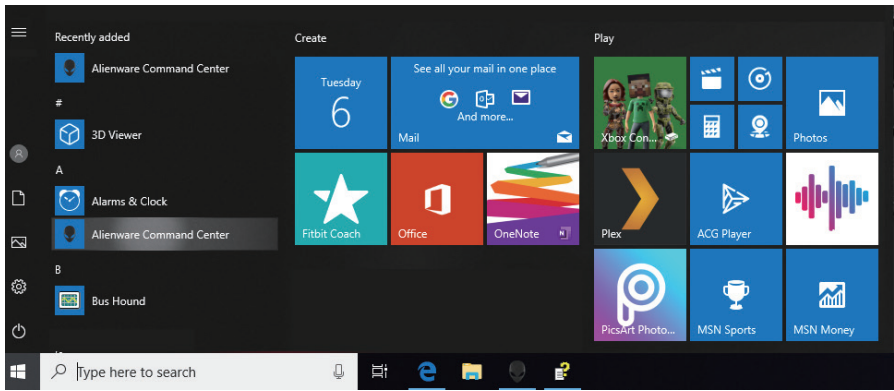 Recently added
Alienware Command Center
#
3D Viewer
A
Alarms & Clock
Alienware Command Center
B
Bus Hound
Create
Tuesday
6
See all your mail in one place
And more...
Mail
Fitbit Coach
Office
OneNote
Play
Xbox Con...
Photos
Plex
ACG Player
PicsArt Photo...
MSN Sports
MSN Money
Type here to search